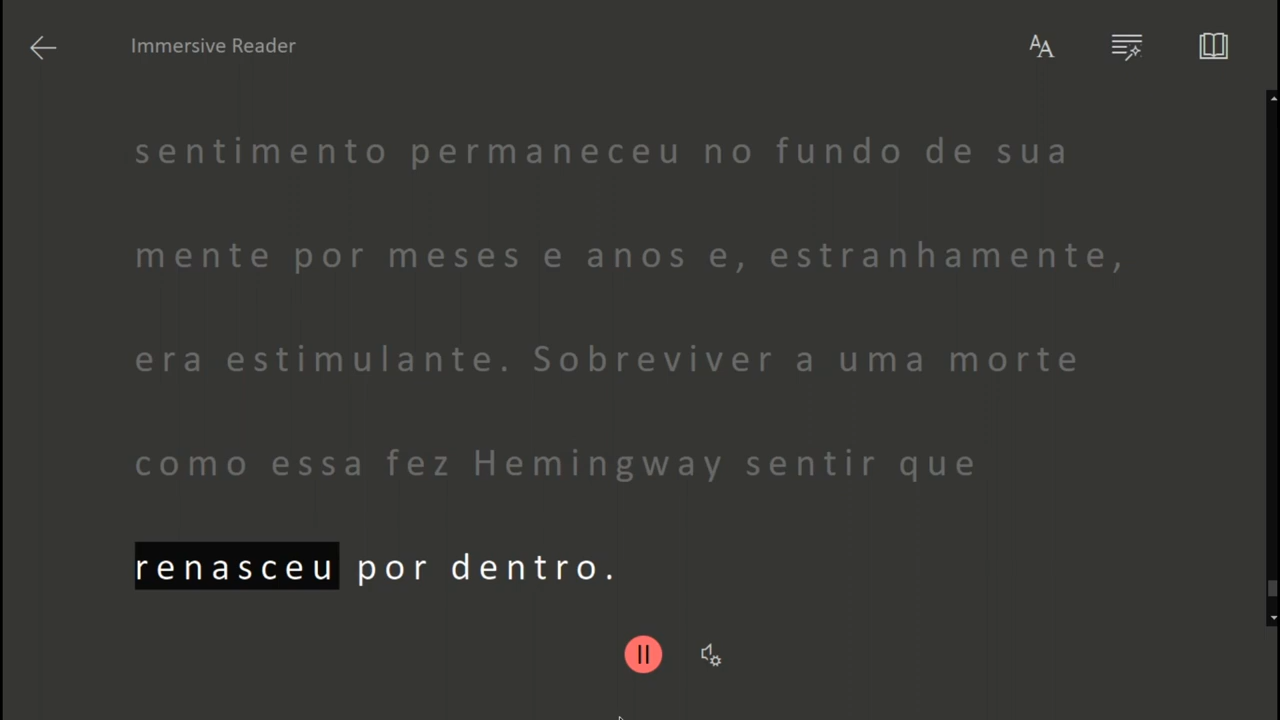 Immersive Reader
sentimento permaneceu no fundo de sua
mente por meses e anos e, estranhamente,
era estimulante. Sobreviver a uma morte
como essa fez Hemingway sentir que
renasceu por dentro.